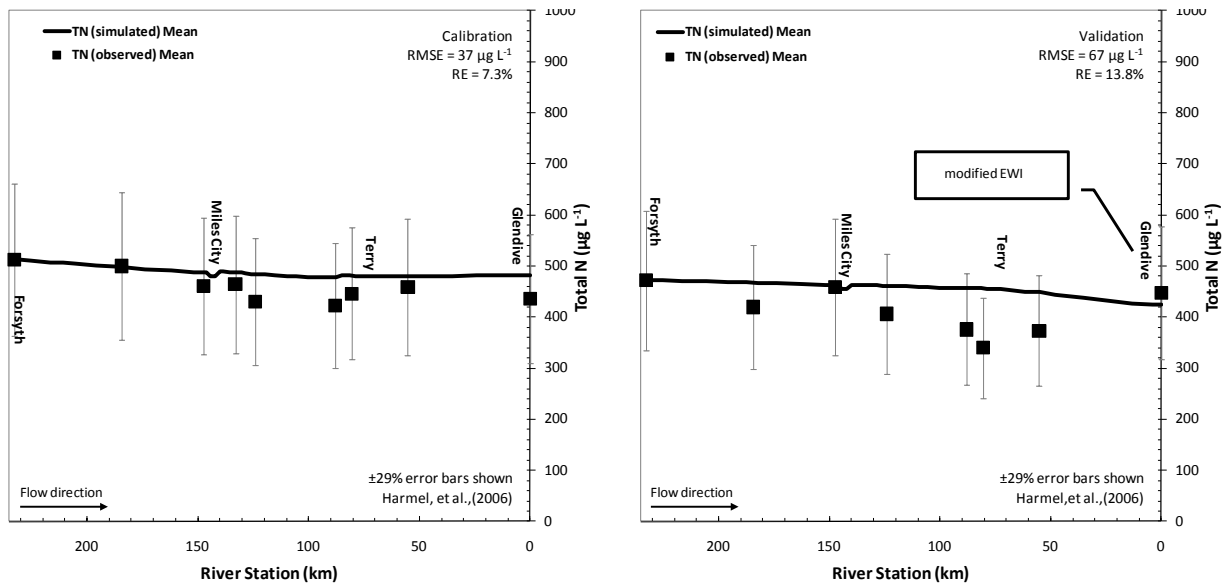 TN (simulated) Mean
TN (observed) Mean
Calibration
RMSE = 37 µg L-1
RE = 7.3%
1000
900
800
700
600
500
400
300
200
100
0
Total N (µg L-1)
Forsyth
Miles City
Terry
Glendive
±29% error bars shown
Harmel, et al.,(2006)
Flow direction
200
150
100
50
0
River Station (km)
TN (simulated) Mean
TN (observed) Mean
Validation
RMSE = 67 µg L-1
RE = 13.8%
modified EWI
1000
900
800
700
600
500
400
300
200
100
0
Total N (µg L-1)
Forsyth
Miles City
Terry
Glendive
±29% error bars shown
Harmel,et al.,(2006)
Flow direction
200
150
100
50
0
River Station (km)